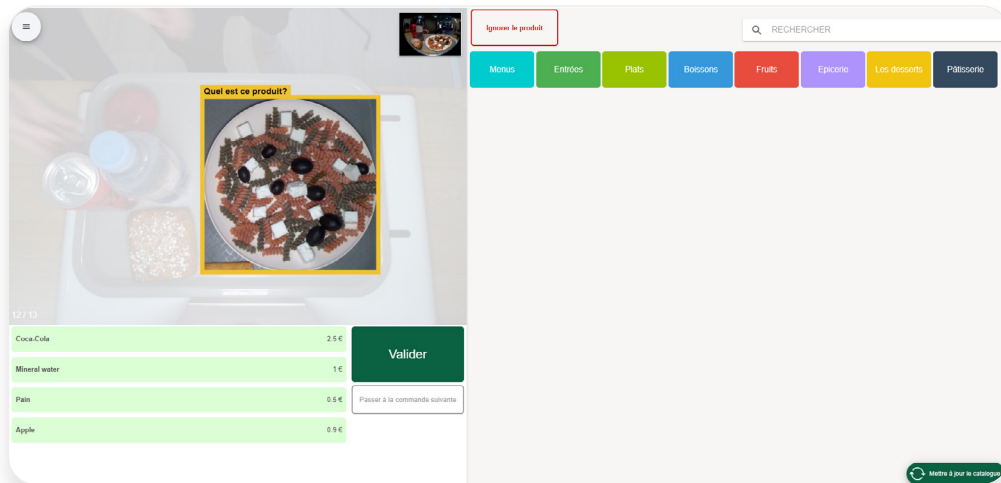 Quel est ce produit?
12 / 13
Coca-Cola 2.5 €
Mineral water 1 €
Pain 0.5 €
Apple 0.9 €
Valider
Passer à la commande suivante
Ignorer le produit
RECHERCHER
Menus
Entrées
Plats
Boissons
Fruits
Epicerie
Les desserts
Pâtisserie
Mettre à jour le catalogue